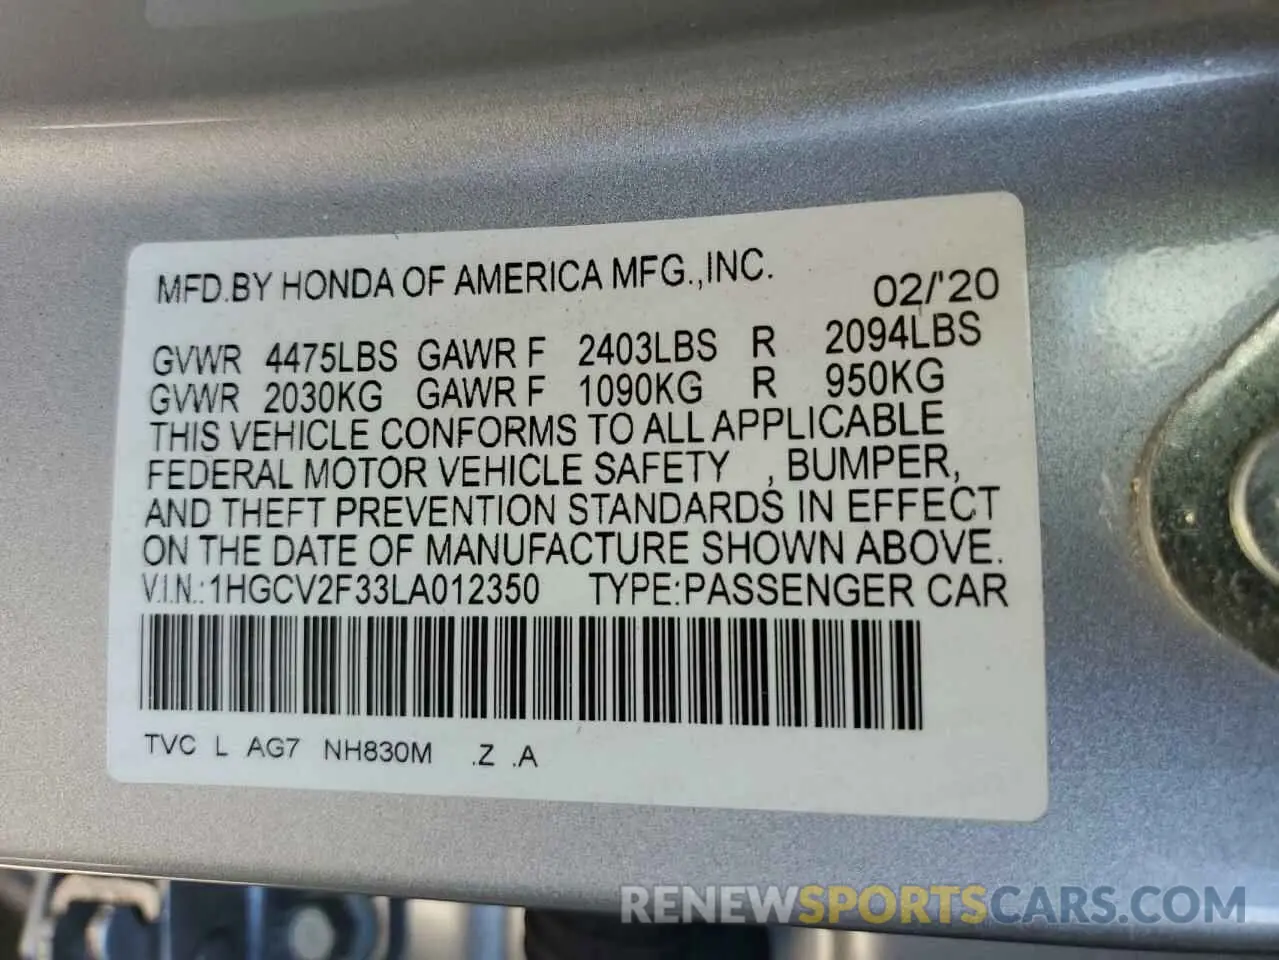 MFD.BY HONDA OF AMERICA MFG.,INC. 02/'20
GVWR 4475LBS GAWR F 2403LBS R 2094LBS
GVWR 2030KG GAWR F 1090KG R 950KG
THIS VEHICLE CONFORMS TO ALL APPLICABLE
FEDERAL MOTOR VEHICLE SAFETY , BUMPER,
AND THEFT PREVENTION STANDARDS IN EFFECT
ON THE DATE OF MANUFACTURE SHOWN ABOVE.
V.I.N.:1HGCV2F33LA012350 TYPE:PASSENGER CAR
TVC L AG7 NH830M .Z .A
RENEWSPORTSCARS.COM